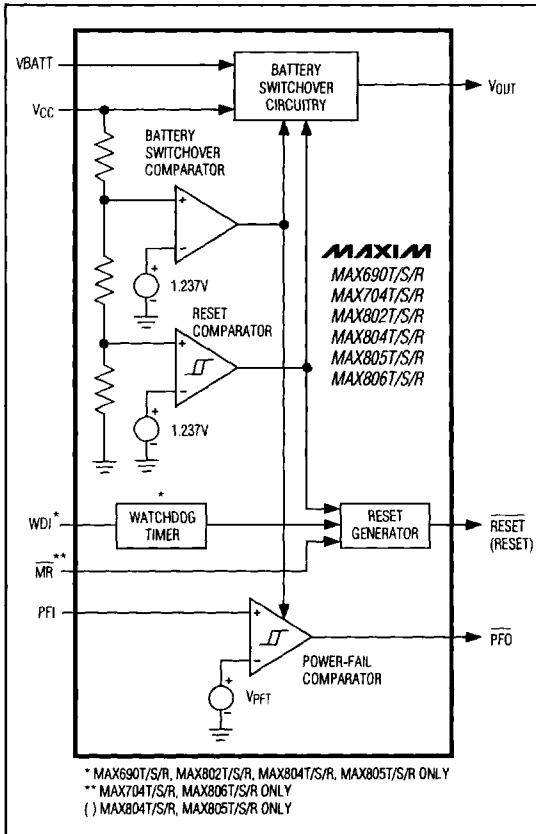 VBATT
VCC
BATTERY
SWITCHOVER
CIRCUITRY
VOUT
BATTERY
SWITCHOVER
COMPARATOR
+
−
+
−
1.237V
MAXIM
MAX690T/S/R
MAX704T/S/R
MAX802T/S/R
MAX804T/S/R
MAX805T/S/R
MAX806T/S/R
RESET
COMPARATOR
+
−
+
−
1.237V
WDI*
*
WATCHDOG
TIMER
RESET
GENERATOR
RESET
(RESET)
MR**
PFI
+
−
PFO
POWER-FAIL
COMPARATOR
+
−
VPFT
* MAX690T/S/R, MAX802T/S/R, MAX804T/S/R, MAX805T/S/R ONLY
** MAX704T/S/R, MAX806T/S/R ONLY
( ) MAX804T/S/R, MAX805T/S/R ONLY